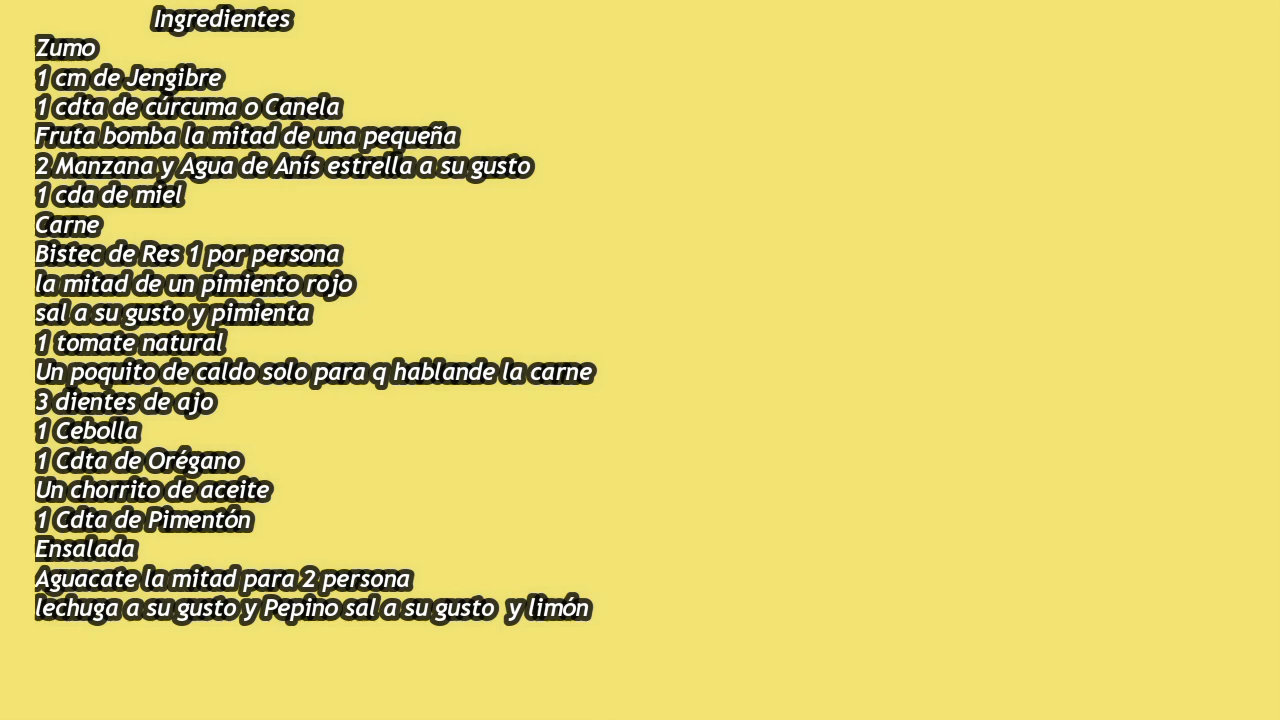 Ingredientes
Zumo
1 cm de Jengibre
1 cdta de cúrcuma o Canela
Fruta bomba la mitad de una pequeña
2 Manzana y Agua de Anís estrella a su gusto
1 cda de miel
Carne
Bistec de Res 1 por persona
la mitad de un pimiento rojo
sal a su gusto y pimienta
1 tomate natural
Un poquito de caldo solo para q hablande la carne
3 dientes de ajo
1 Cebolla
1 Cdta de Orégano
Un chorrito de aceite
1 Cdta de Pimentón
Ensalada
Aguacate la mitad para 2 persona
lechuga a su gusto y Pepino sal a su gusto y limón